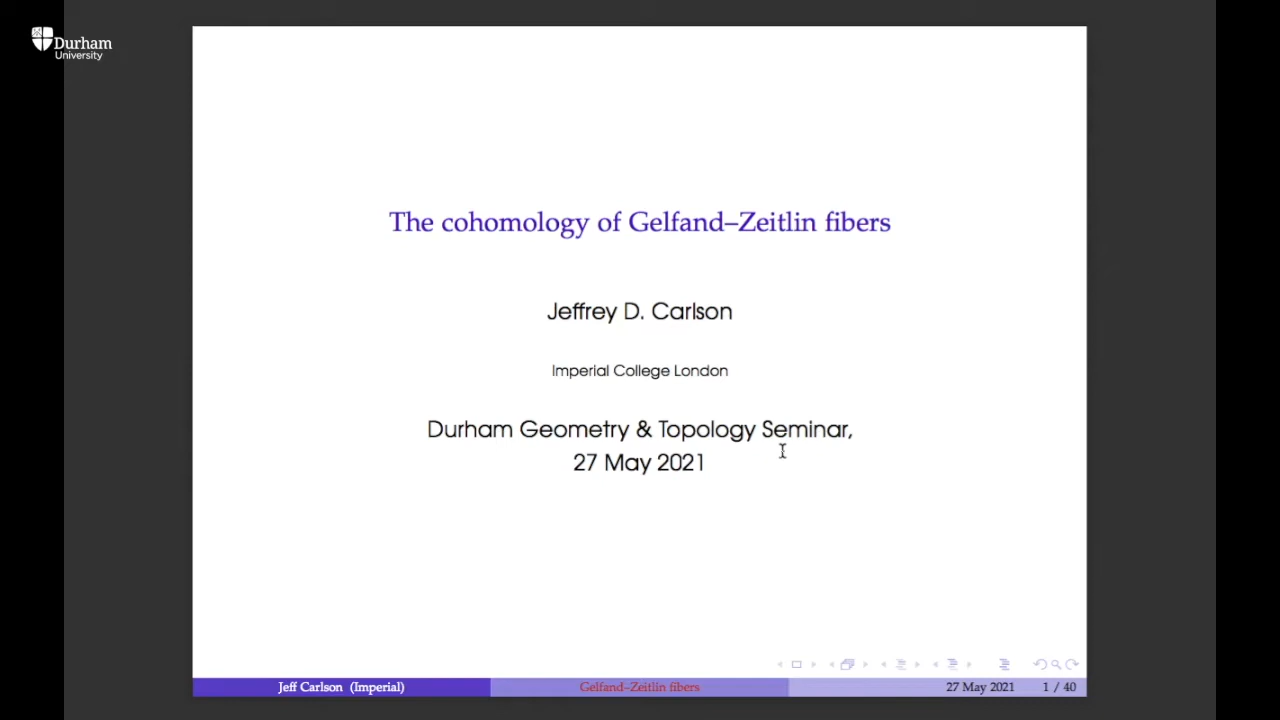 Durham
University
The cohomology of Gelfand–Zeitlin fibers
Jeffrey D. Carlson
Imperial College London
Durham Geometry & Topology Seminar,
27 May 2021
Jeff Carlson (Imperial)
Gelfand–Zeitlin fibers
27 May 2021
1 / 40